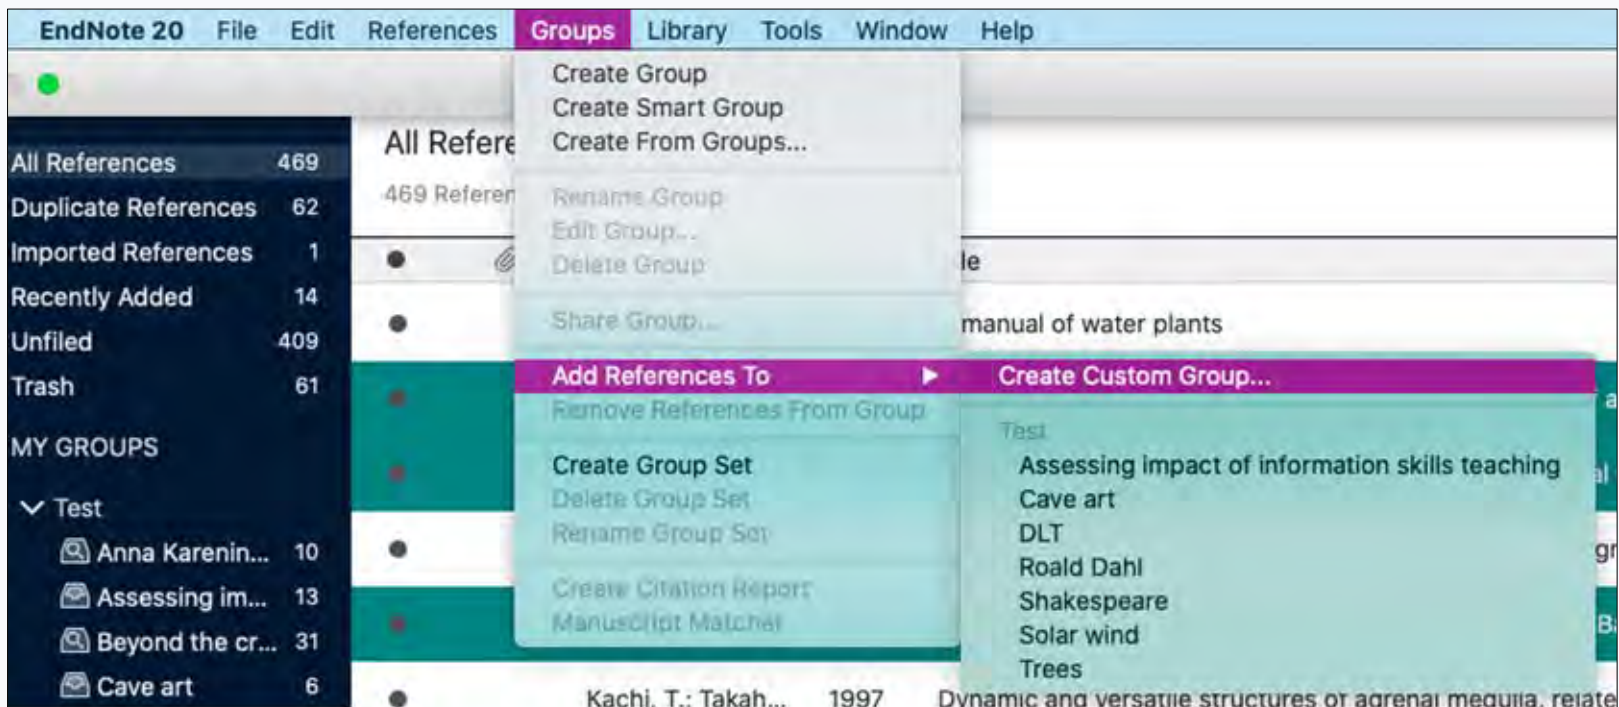 EndNote 20 File Edit References Groups Library Tools Window Help
Create Group
Create Smart Group
Create From Groups...
Rename Group
Edit Group...
Delete Group
Share Group...
Add References To
Remove References From Group
Create Group Set
Delete Group Set
Rename Group Set
Create Citation Report
Manuscript Matcher
Create Custom Group...
Test
Assessing impact of information skills teaching
Cave art
DLT
Roald Dahl
Shakespeare
Solar wind
Trees
All References 469
Duplicate References 62
Imported References 1
Recently Added 14
Unfiled 409
Trash 61
MY GROUPS
Test
Anna Karenin... 10
Assessing im... 13
Beyond the cr... 31
Cave art 6
All Refere
469 Referen
le
manual of water plants
Kachi, T.; Takah... 1997 Dynamic and versatile structures of adrenal medulla, relate